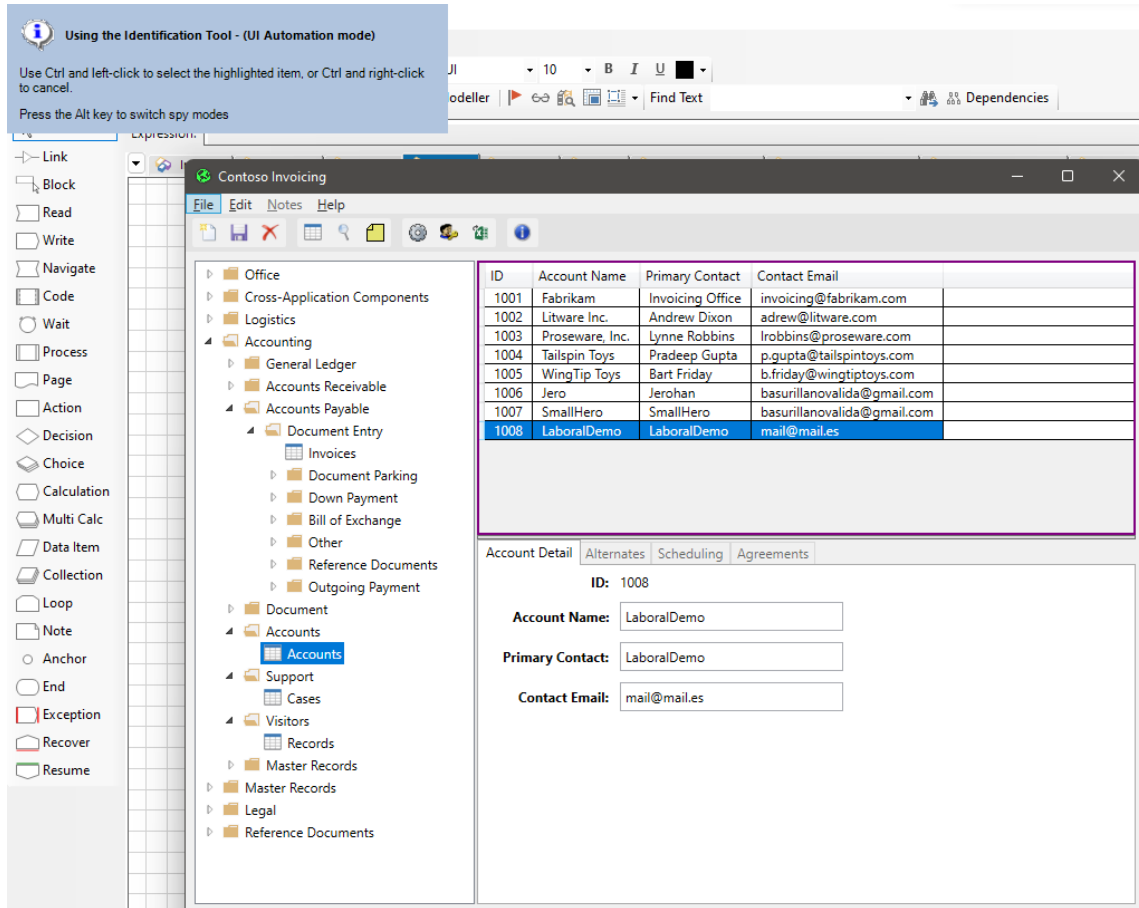 Using the Identification Tool - (UI Automation mode)
Use Ctrl and left-click to select the highlighted item, or Ctrl and right-click
to cancel.
Press the Alt key to switch spy modes
UI 10 B I U
odeller Find Text Dependencies
Expression:
Link
Block
Read
Write
Navigate
Code
Wait
Process
Page
Action
Decision
Choice
Calculation
Multi Calc
Data Item
Collection
Loop
Note
Anchor
End
Exception
Recover
Resume
Contoso Invoicing
File Edit Notes Help
Office
Cross-Application Components
Logistics
Accounting
General Ledger
Accounts Receivable
Accounts Payable
Document Entry
Invoices
Document Parking
Down Payment
Bill of Exchange
Other
Reference Documents
Outgoing Payment
Document
Accounts
Accounts
Support
Cases
Visitors
Records
Master Records
Master Records
Legal
Reference Documents
ID Account Name Primary Contact Contact Email
1001 Fabrikam Invoicing Office invoicing@fabrikam.com
1002 Litware Inc. Andrew Dixon adrew@litware.com
1003 Proseware, Inc. Lynne Robbins lrobbins@proseware.com
1004 Tailspin Toys Pradeep Gupta p.gupta@tailspintoys.com
1005 WingTip Toys Bart Friday b.friday@wingtiptoys.com
1006 Jero Jerohan basurillanovalida@gmail.com
1007 SmallHero SmallHero basurillanovalida@gmail.com
1008 LaboralDemo LaboralDemo mail@mail.es
Account Detail Alternates Scheduling Agreements
ID: 1008
Account Name: LaboralDemo
Primary Contact: LaboralDemo
Contact Email: mail@mail.es